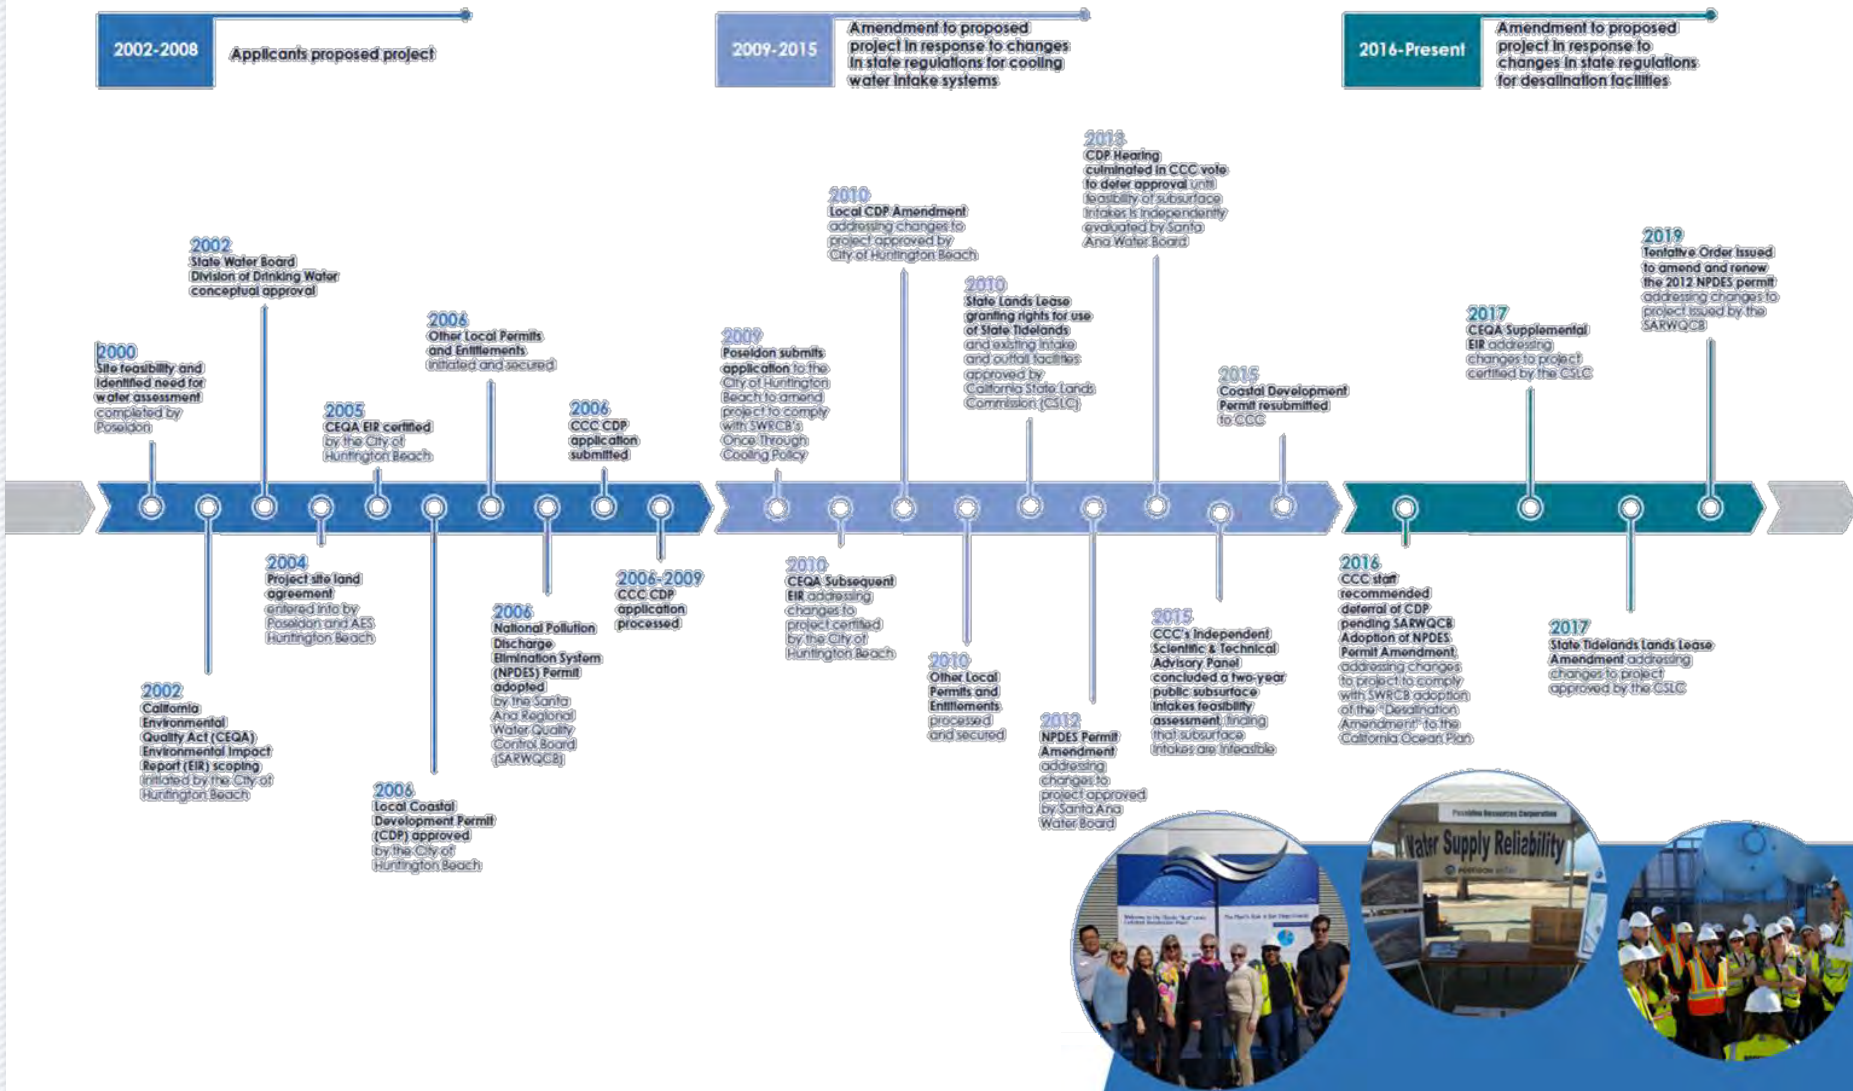 2002-2008
Applicants proposed project
2009-2015
Amendment to proposed
project in response to changes
in state regulations for cooling
water intake systems
2016-Present
Amendment to proposed
project in response to
changes in state regulations
for desalination facilities
2000
Site feasibility and
identified need for
water assessment
completed by
Poseidon
2002
State Water Board
Division of Drinking Water
conceptual approval
2005
CEQA EIR certified
by the City of
Huntington Beach
2006
Other Local Permits
and Entitlements
initiated and secured
2006
CCC CDP
application
submitted
2009
Poseidon submits
application to the
City of Huntington
Beach to amend
project to comply
with SWRCB's
Once Through
Cooling Policy
2010
Local CDP Amendment
addressing changes to
project approved by
City of Huntington Beach
2010
State Lands Lease
granting rights for use
of State Tidelands
and existing intake
and outfall facilities
approved by
California State Lands
Commission (CSLC)
2013
CDP Hearing
culminated in CCC vote
to defer approval until
feasibility of subsurface
intakes is independently
evaluated by Santa
Ana Water Board
2015
Coastal Development
Permit resubmitted
to CCC
2017
CEQA Supplemental
EIR addressing
changes to project
certified by the CSLC
2019
Tentative Order issued
to amend and renew
the 2012 NPDES permit
addressing changes to
project issued by the
SARWQCB
2002
California
Environmental
Quality Act (CEQA)
Environmental Impact
Report (EIR) scoping
initiated by the City of
Huntington Beach
2004
Project site land
agreement
entered into by
Poseidon and AES
Huntington Beach
2006
Local Coastal
Development Permit
(CDP) approved
by the City of
Huntington Beach
2006
National Pollution
Discharge
Elimination System
(NPDES) Permit
adopted
by the Santa
Ana Regional
Water Quality
Control Board
(SARWQCB)
2006-2009
CCC CDP
application
processed
2010
CEQA Subsequent
EIR addressing
changes to
project certified
by the City of
Huntington Beach
2010
Other Local
Permits and
Entitlements
processed
and secured
2012
NPDES Permit
Amendment
addressing
changes to
project approved
by Santa Ana
Water Board
2015
CCC's Independent
Scientific & Technical
Advisory Panel
concluded a two-year
public subsurface
intakes feasibility
assessment, finding
that subsurface
intakes are infeasible
2016
CCC staff
recommended
deferral of CDP
pending SARWQCB
Adoption of NPDES
Permit Amendment,
addressing changes
to project to comply
with SWRCB adoption
of the "Desalination
Amendment" to the
California Ocean Plan
2017
State Tidelands Lands Lease
Amendment addressing
changes to project
approved by the CSLC
Poseidon Resources Corporation
Water Supply Reliability